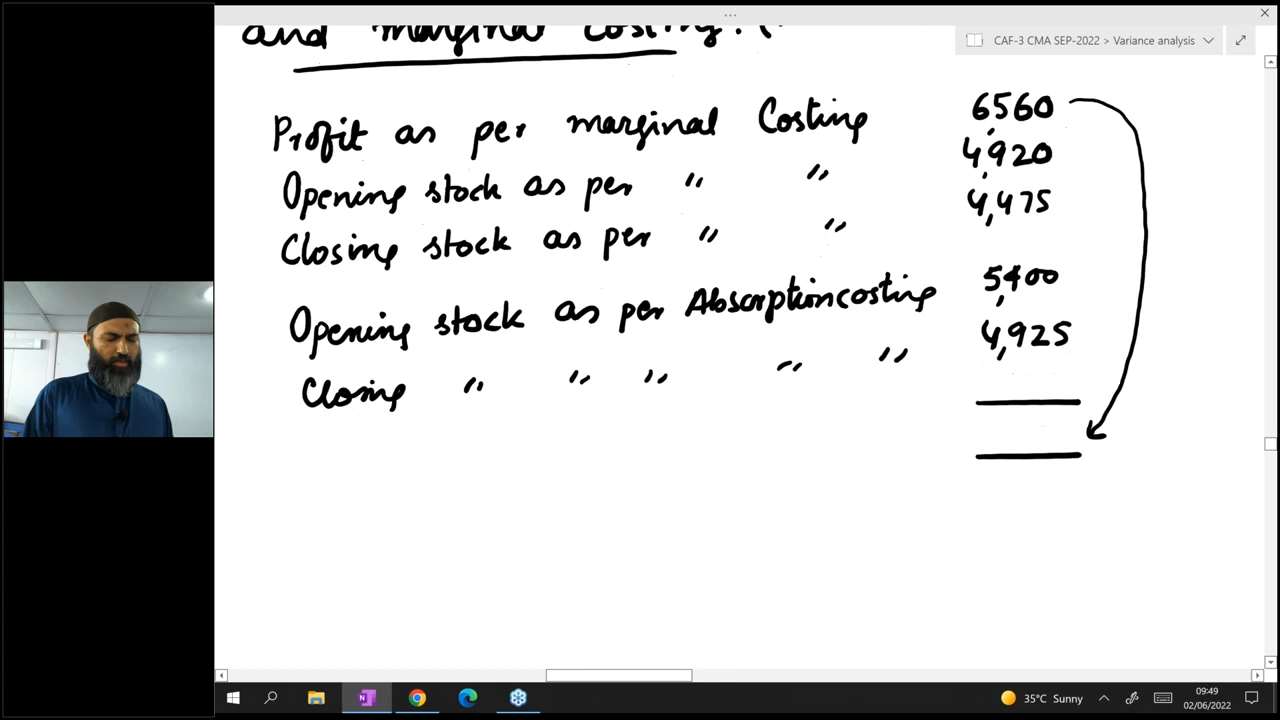 and marginal costing. (
CAF-3 CMA SEP-2022 > Variance analysis
Profit as per marginal Costing 6560
Opening stock as per " " 4,920
Closing stock as per " " 4,475
Opening stock as per Absorption costing 5,400
Closing " " " " " 4,925
35°C Sunny
09:49
02/06/2022